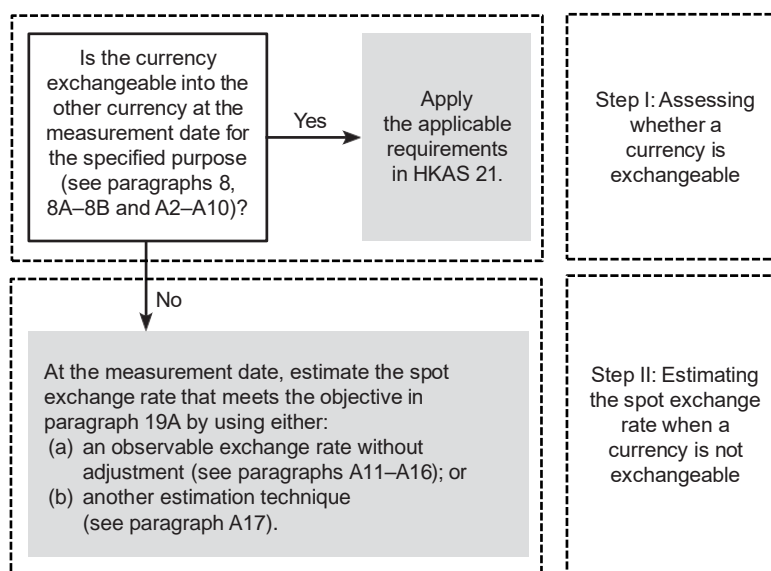 Is the currency
exchangeable into the
other currency at the
measurement date for
the specified purpose
(see paragraphs 8,
8A–8B and A2–A10)?
Yes
Apply
the applicable
requirements
in HKAS 21.
Step I: Assessing
whether a
currency is
exchangeable
No
At the measurement date, estimate the spot
exchange rate that meets the objective in
paragraph 19A by using either:
(a) an observable exchange rate without
adjustment (see paragraphs A11–A16); or
(b) another estimation technique
(see paragraph A17).
Step II: Estimating
the spot exchange
rate when a
currency is not
exchangeable